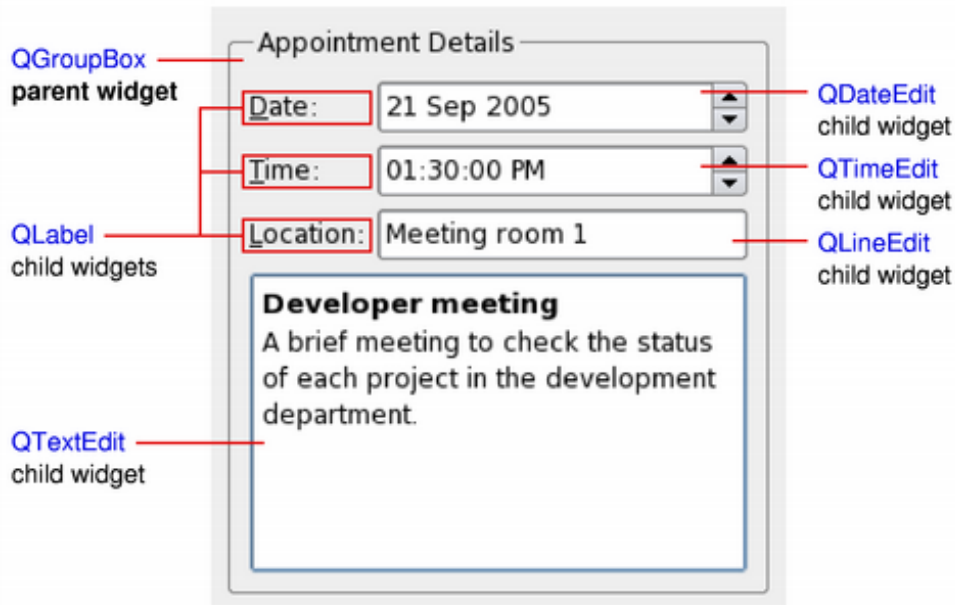 Appointment Details
QGroupBox
parent widget
Date:
21 Sep 2005
QDateEdit
child widget
Time:
01:30:00 PM
QTimeEdit
child widget
QLabel
child widgets
Location:
Meeting room 1
QLineEdit
child widget
Developer meeting
A brief meeting to check the status
of each project in the development
department.
QTextEdit
child widget